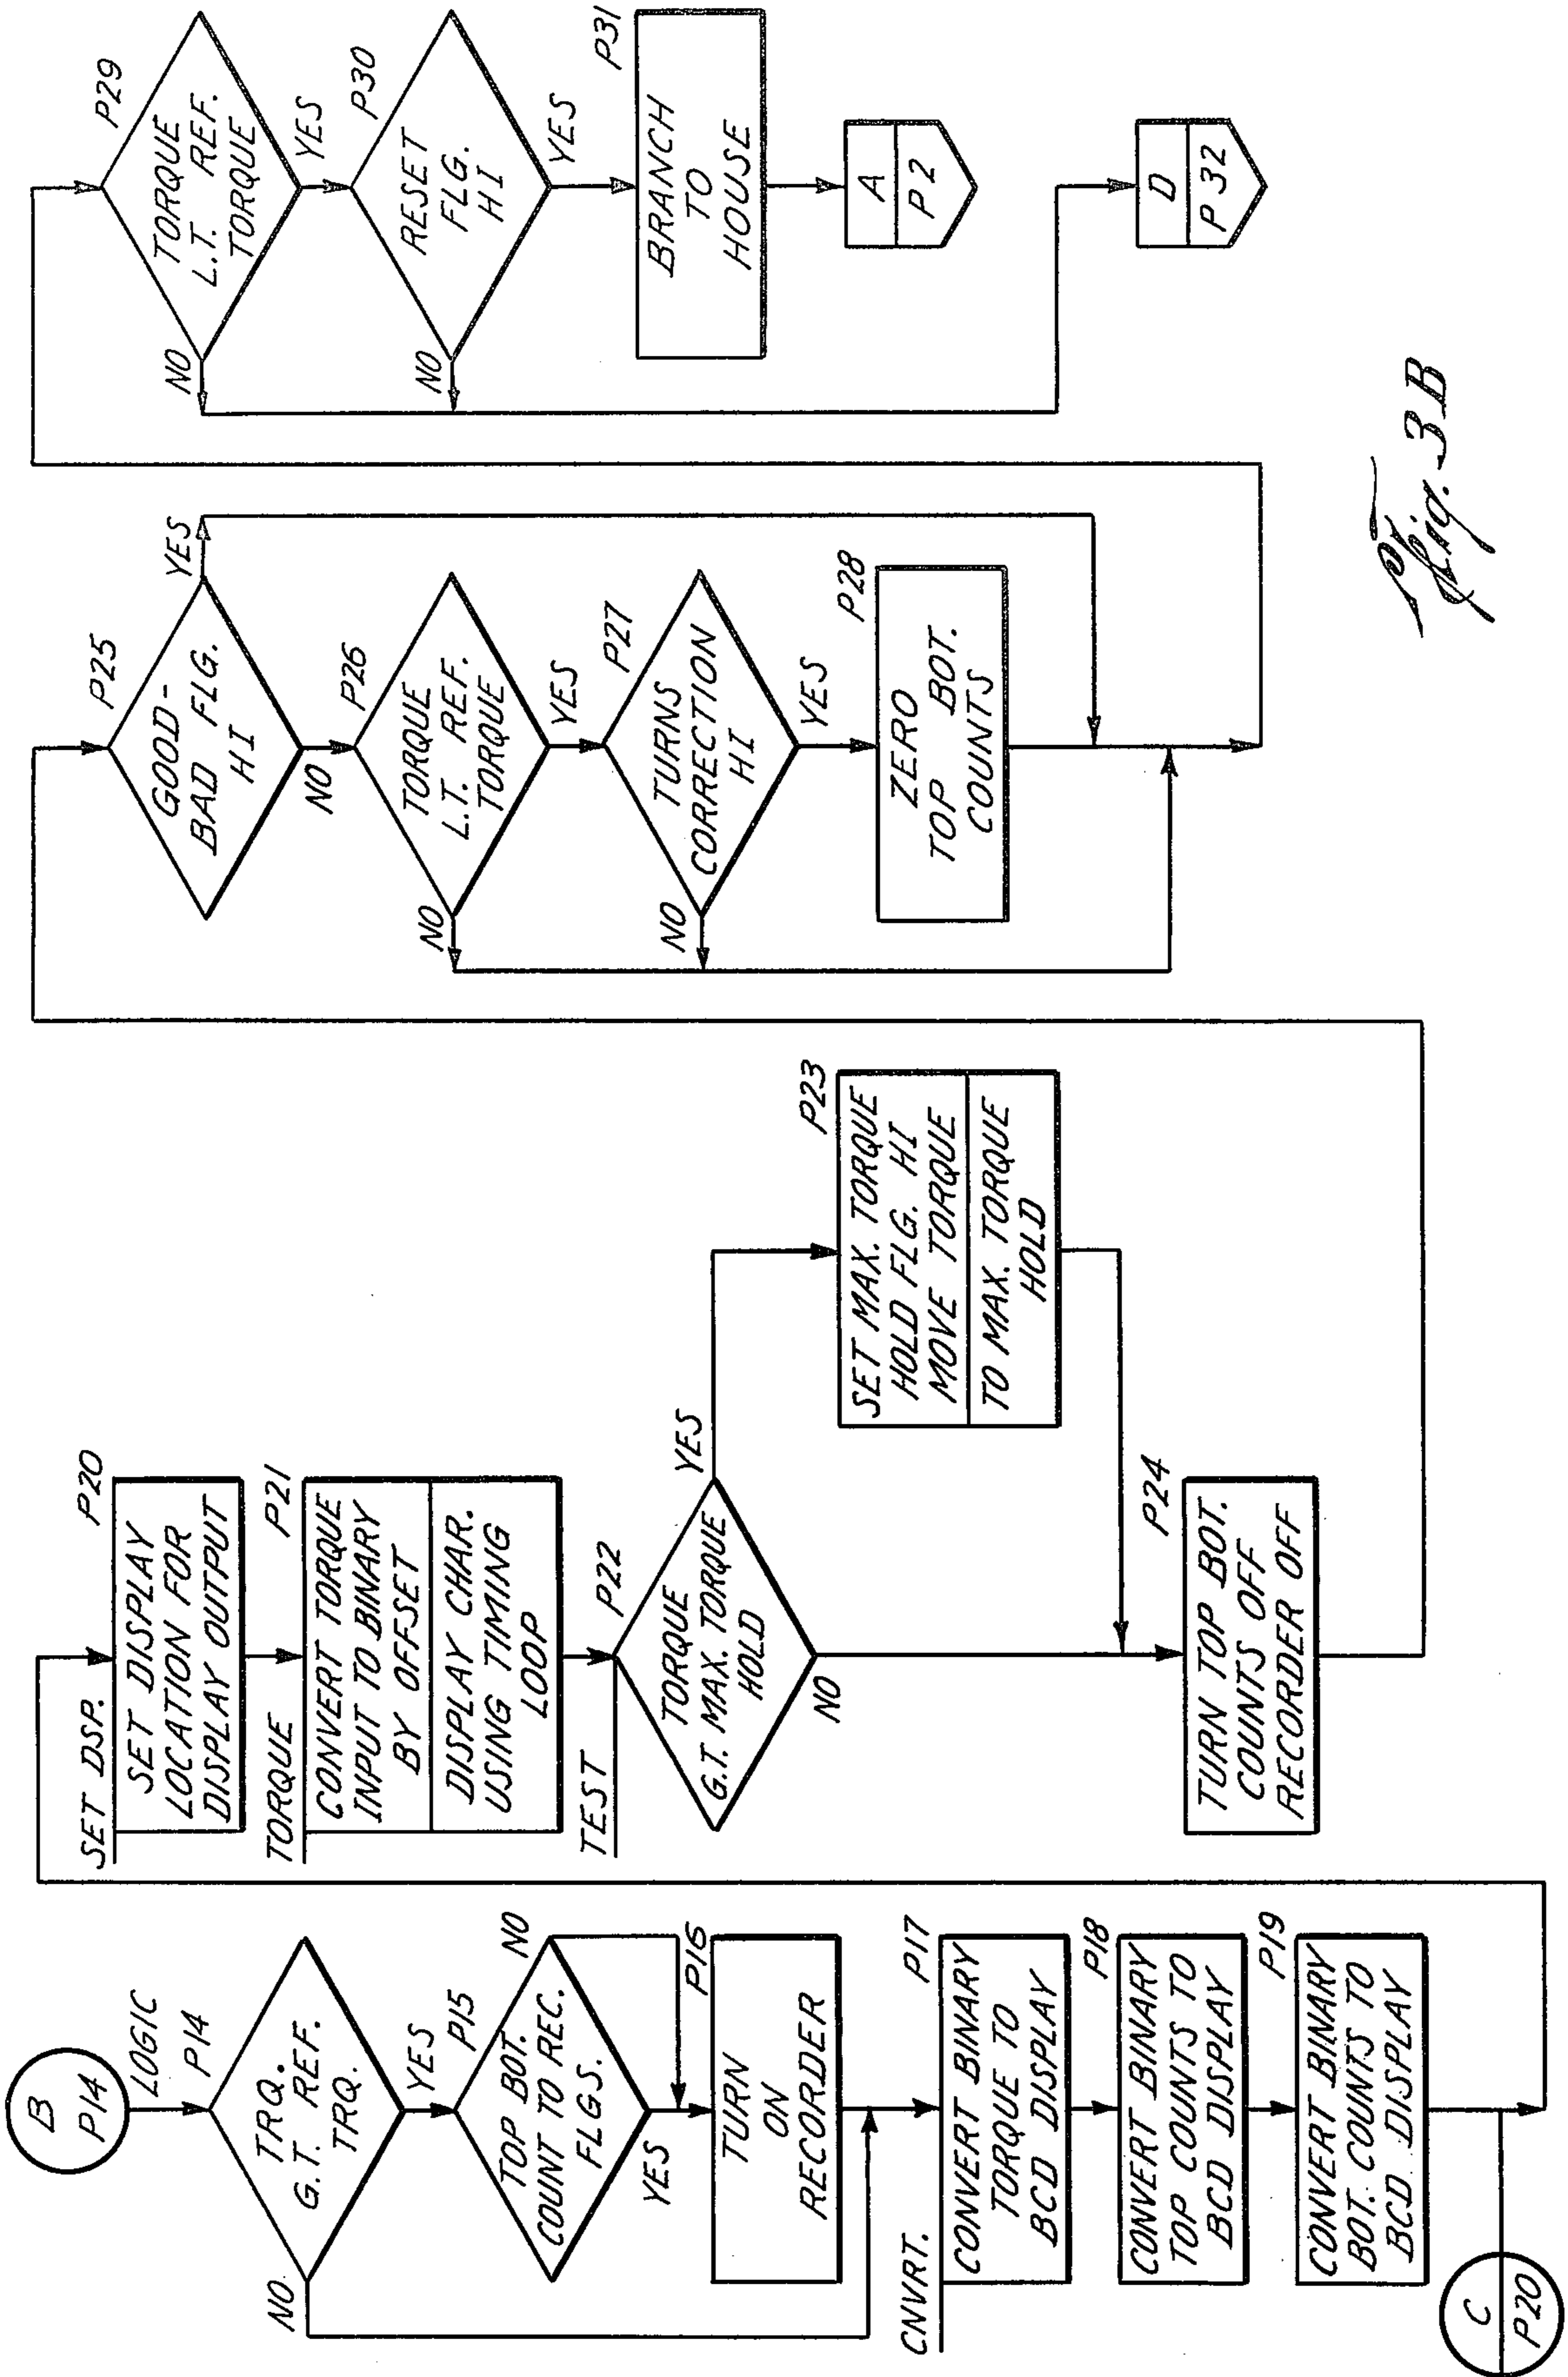 B
P14
LOGIC
P14
TRQ.
G.T. REF.
TRQ.
NO
YES
P15
TOP BOT.
COUNT TO REC.
FLGS.
NO
YES
P16
TURN
ON
RECORDER
CNVRT.
P17
CONVERT BINARY
TORQUE TO
BCD DISPLAY
P18
CONVERT BINARY
TOP COUNTS TO
BCD DISPLAY
P19
CONVERT BINARY
BOT. COUNTS TO
BCD DISPLAY
C
P20
SET DSP.
P20
SET DISPLAY
LOCATION FOR
DISPLAY OUTPUT
TORQUE
P21
CONVERT TORQUE
INPUT TO BINARY
BY OFFSET
DISPLAY CHAR.
USING TIMING
LOOP
TEST
P22
TORQUE
G.T. MAX. TORQUE
HOLD
YES
NO
P23
SET MAX. TORQUE
HOLD FLG. HI
MOVE TORQUE
TO MAX. TORQUE
HOLD
P24
TURN TOP BOT.
COUNTS OFF
RECORDER OFF
P25
GOOD-
BAD FLG.
HI
YES
NO
P26
TORQUE
L.T. REF.
TORQUE
NO
YES
P27
TURNS
CORRECTION
HI
NO
YES
P28
ZERO
TOP BOT.
COUNTS
P29
TORQUE
L.T. REF.
TORQUE
NO
YES
P30
RESET
FLG.
HI
NO
YES
P31
BRANCH
TO
HOUSE
A
P2
D
P32
Fig. 3B